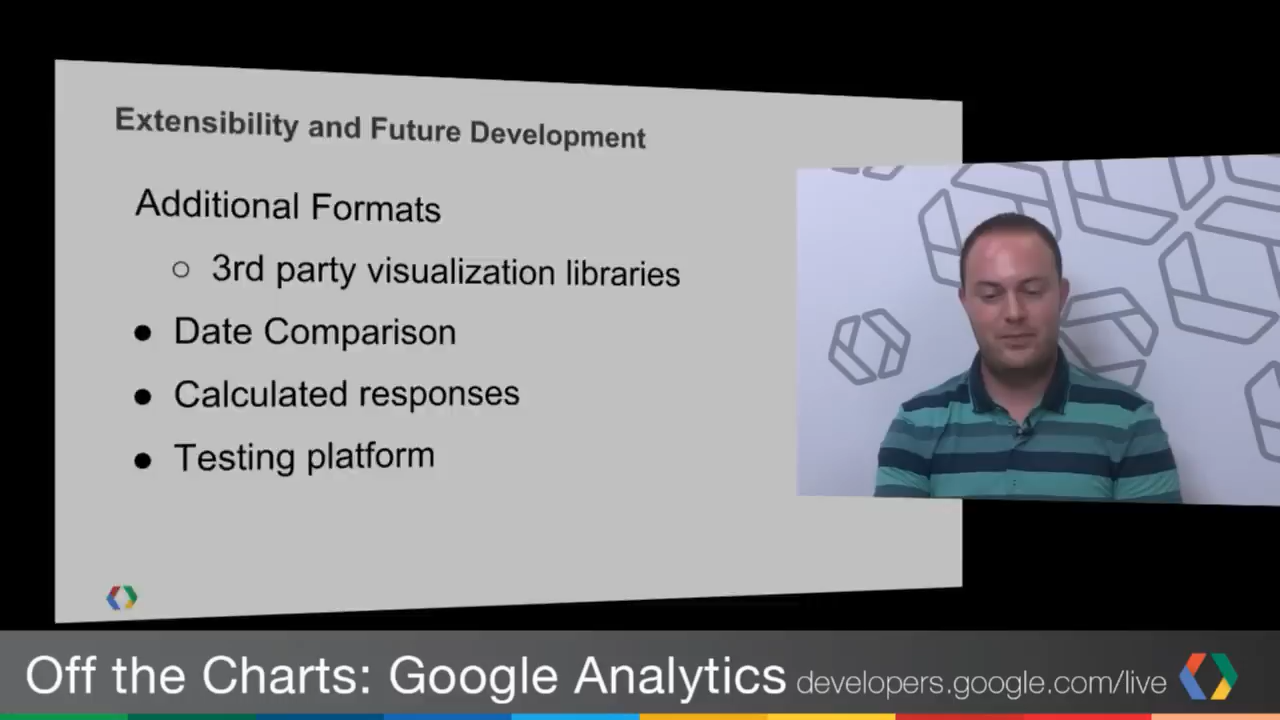 Extensibility and Future Development
Additional Formats
○ 3rd party visualization libraries
● Date Comparison
● Calculated responses
● Testing platform
Off the Charts: Google Analytics developers.google.com/live